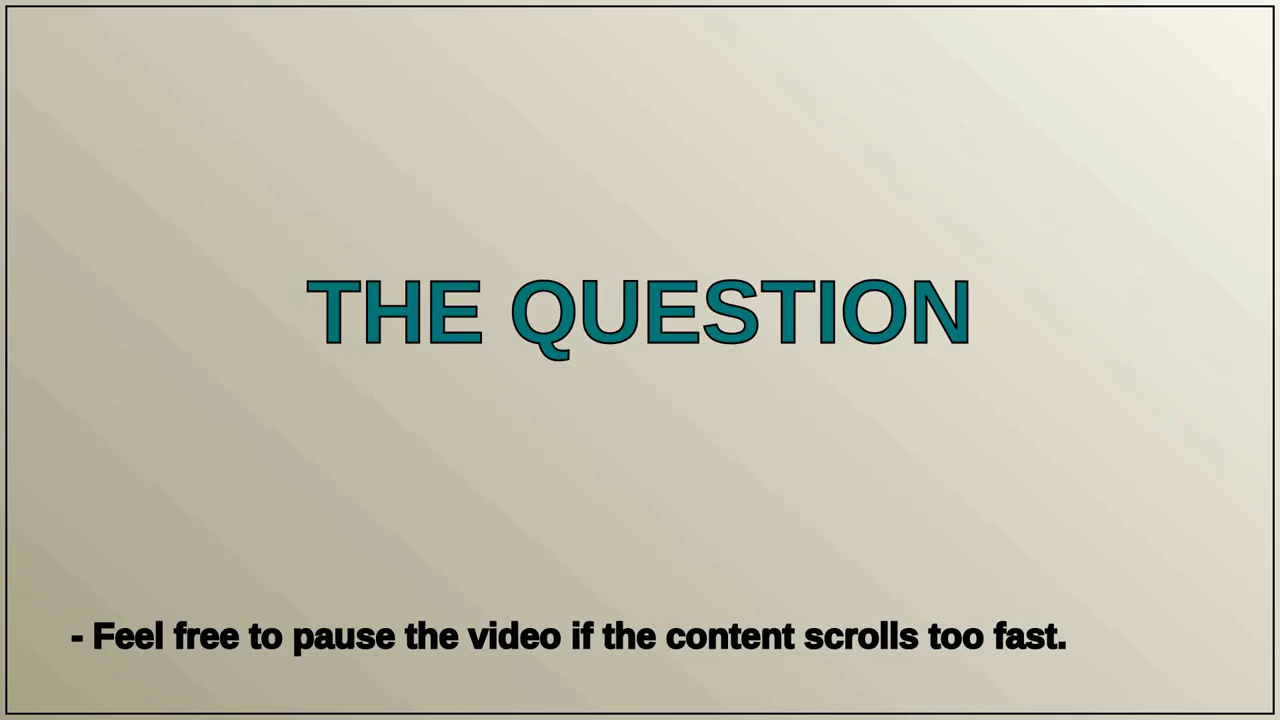 THE QUESTION
- Feel free to pause the video if the content scrolls too fast.